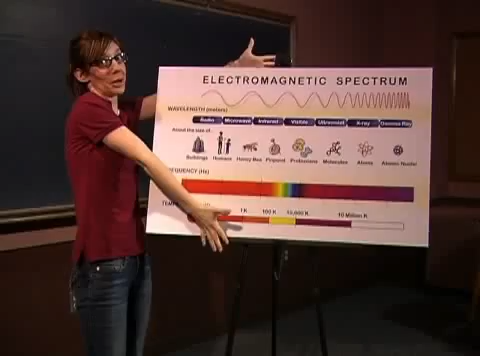 ELECTROMAGNETIC SPECTRUM
WAVELENGTH (meters)
Radio Microwave Infrared Visible Ultraviolet X-ray Gamma Ray
About the size of...
Buildings Humans Honey Bee Pinpoint Protozoans Molecules Atoms Atomic Nuclei
FREQUENCY (Hz)
1 K 100 K 10,000 K 10 Million K